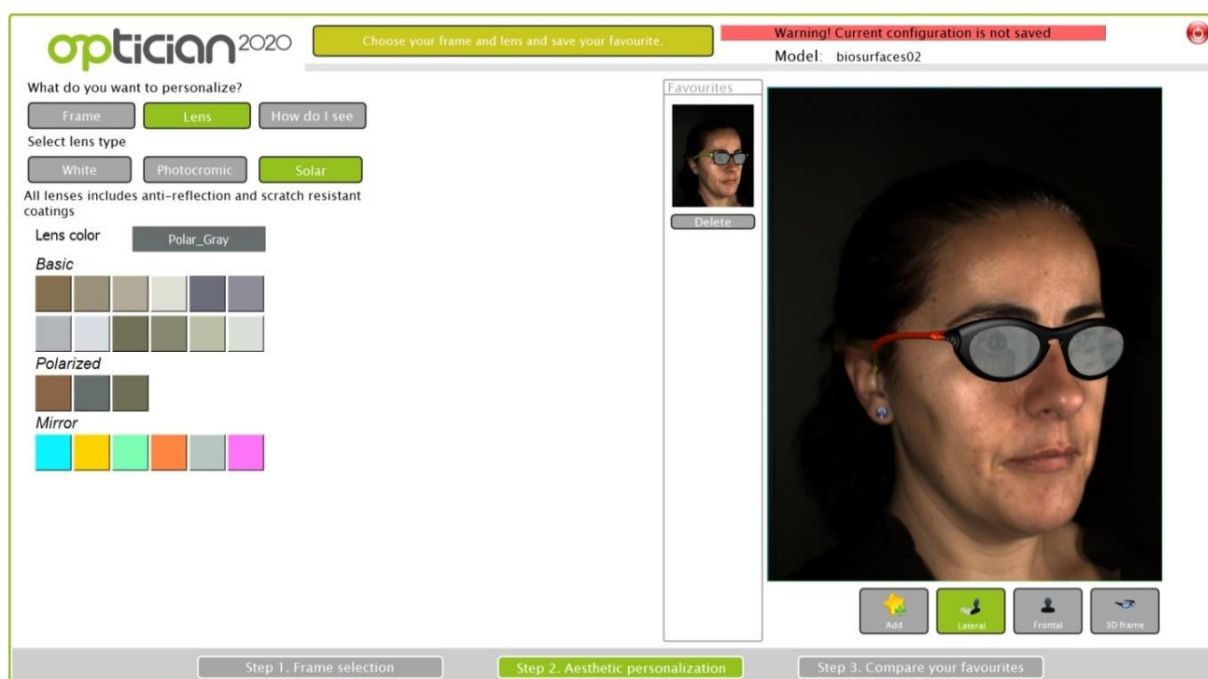 optician2020
Choose your frame and lens and save your favourite.
Warning! Current configuration is not saved
Model: biosurfaces02
What do you want to personalize?
Frame
Lens
How do I see
Select lens type
White
Photocromic
Solar
All lenses includes anti-reflection and scratch resistant
coatings
Lens color
Polar_Gray
Basic
Polarized
Mirror
Favourites
Delete
Add
Lateral
Frontal
3D frame
Step 1. Frame selection
Step 2. Aesthetic personalization
Step 3. Compare your favourites